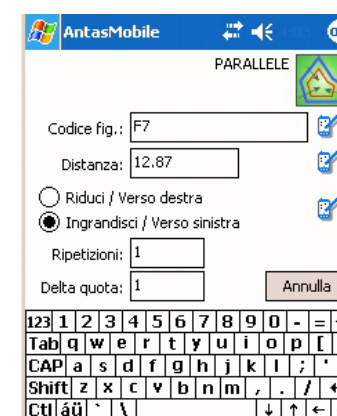 AntasMobile
PARALLELE
Codice fig.: F7
Distanza: 12.87
Riduci / Verso destra
Ingrandisci / Verso sinistra
Ripetizioni: 1
Delta quota: 1
Annulla
123 1 2 3 4 5 6 7 8 9 0 - =
Tab q w e r t y u i o p [
CAP a s d f g h j k l ; '
Shift z x c v b n m , . /
Ctl áü ` \ ↓ ↑ ←